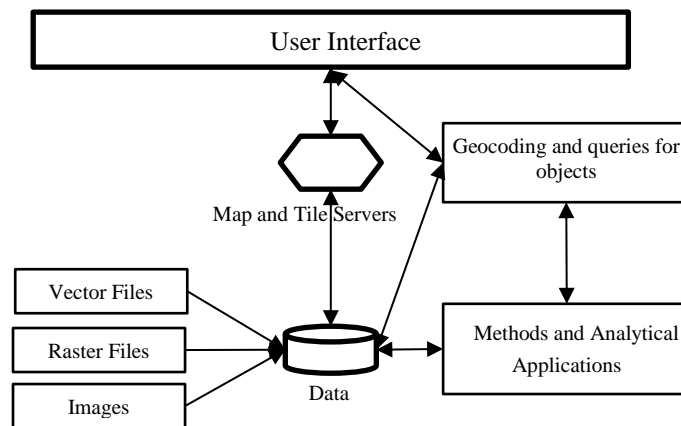 User Interface
Geocoding and queries for
objects
Map and Tile Servers
Vector Files
Raster Files
Images
Data
Methods and Analytical
Applications